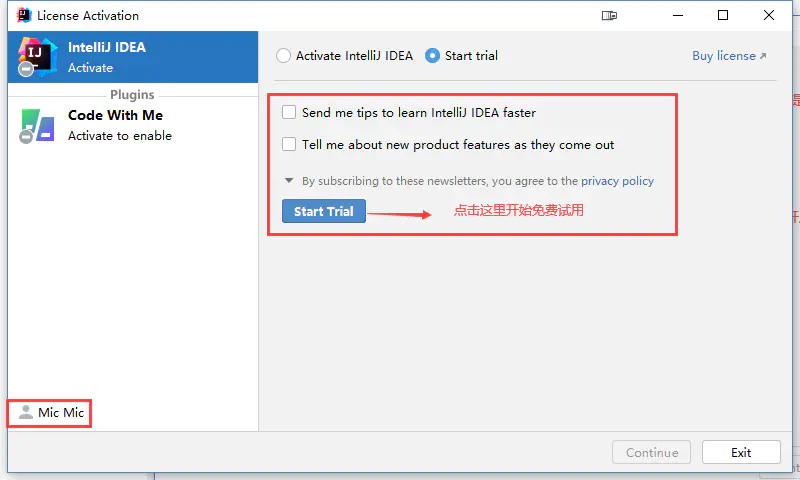 License Activation
IntelliJ IDEA
Activate
Plugins
Code With Me
Activate to enable
Mic Mic
Activate IntelliJ IDEA
Start trial
Buy license
Send me tips to learn IntelliJ IDEA faster
Tell me about new product features as they come out
By subscribing to these newsletters, you agree to the privacy policy
Start Trial
点击这里开始免费试用
Continue
Exit